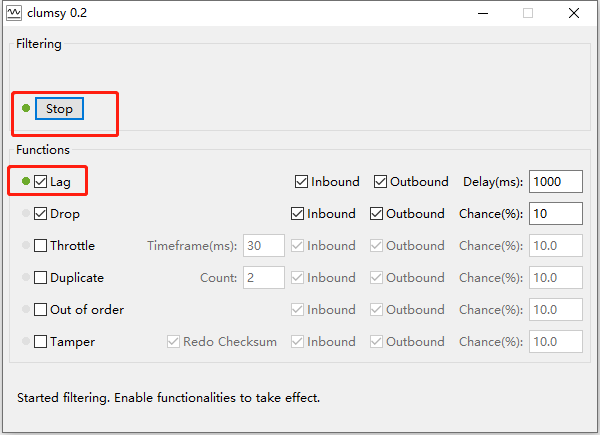 clumsy 0.2
Filtering
Stop
Functions
Lag Inbound Outbound Delay(ms): 1000
Drop Inbound Outbound Chance(%): 10
Throttle Timeframe(ms): 30 Inbound Outbound Chance(%): 10.0
Duplicate Count: 2 Inbound Outbound Chance(%): 10.0
Out of order Inbound Outbound Chance(%): 10.0
Tamper Redo Checksum Inbound Outbound Chance(%): 10.0
Started filtering. Enable functionalities to take effect.